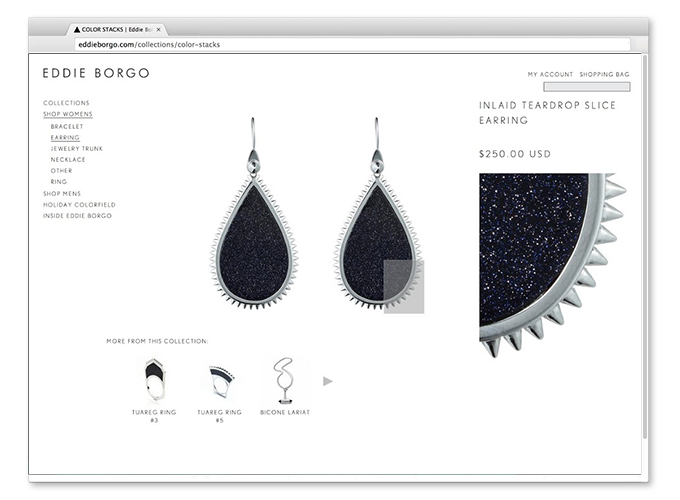 COLOR STACKS | Eddie Bor
eddieborgo.com/collections/color-stacks
EDDIE BORGO
MY ACCOUNT SHOPPING BAG
COLLECTIONS
SHOP WOMENS
BRACELET
EARRING
JEWELRY TRUNK
NECKLACE
OTHER
RING
SHOP MENS
HOLIDAY COLORFIELD
INSIDE EDDIE BORGO
INLAID TEARDROP SLICE
EARRING
$250.00 USD
MORE FROM THIS COLLECTION:
TUAREG RING
#3
TUAREG RING
#5
BICONE LARIAT